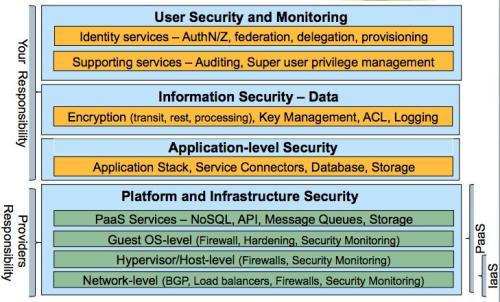 User Security and Monitoring
Identity services – AuthN/Z, federation, delegation, provisioning
Supporting services – Auditing, Super user privilege management
Information Security – Data
Encryption (transit, rest, processing), Key Management, ACL, Logging
Application-level Security
Application Stack, Service Connectors, Database, Storage
Platform and Infrastructure Security
PaaS Services – NoSQL, API, Message Queues, Storage
Guest OS-level (Firewall, Hardening, Security Monitoring)
Hypervisor/Host-level (Firewalls, Security Monitoring)
Network-level (BGP, Load balancers, Firewalls, Security Monitoring)
Your Responsibility
Providers
Responsibility
PaaS
IaaS